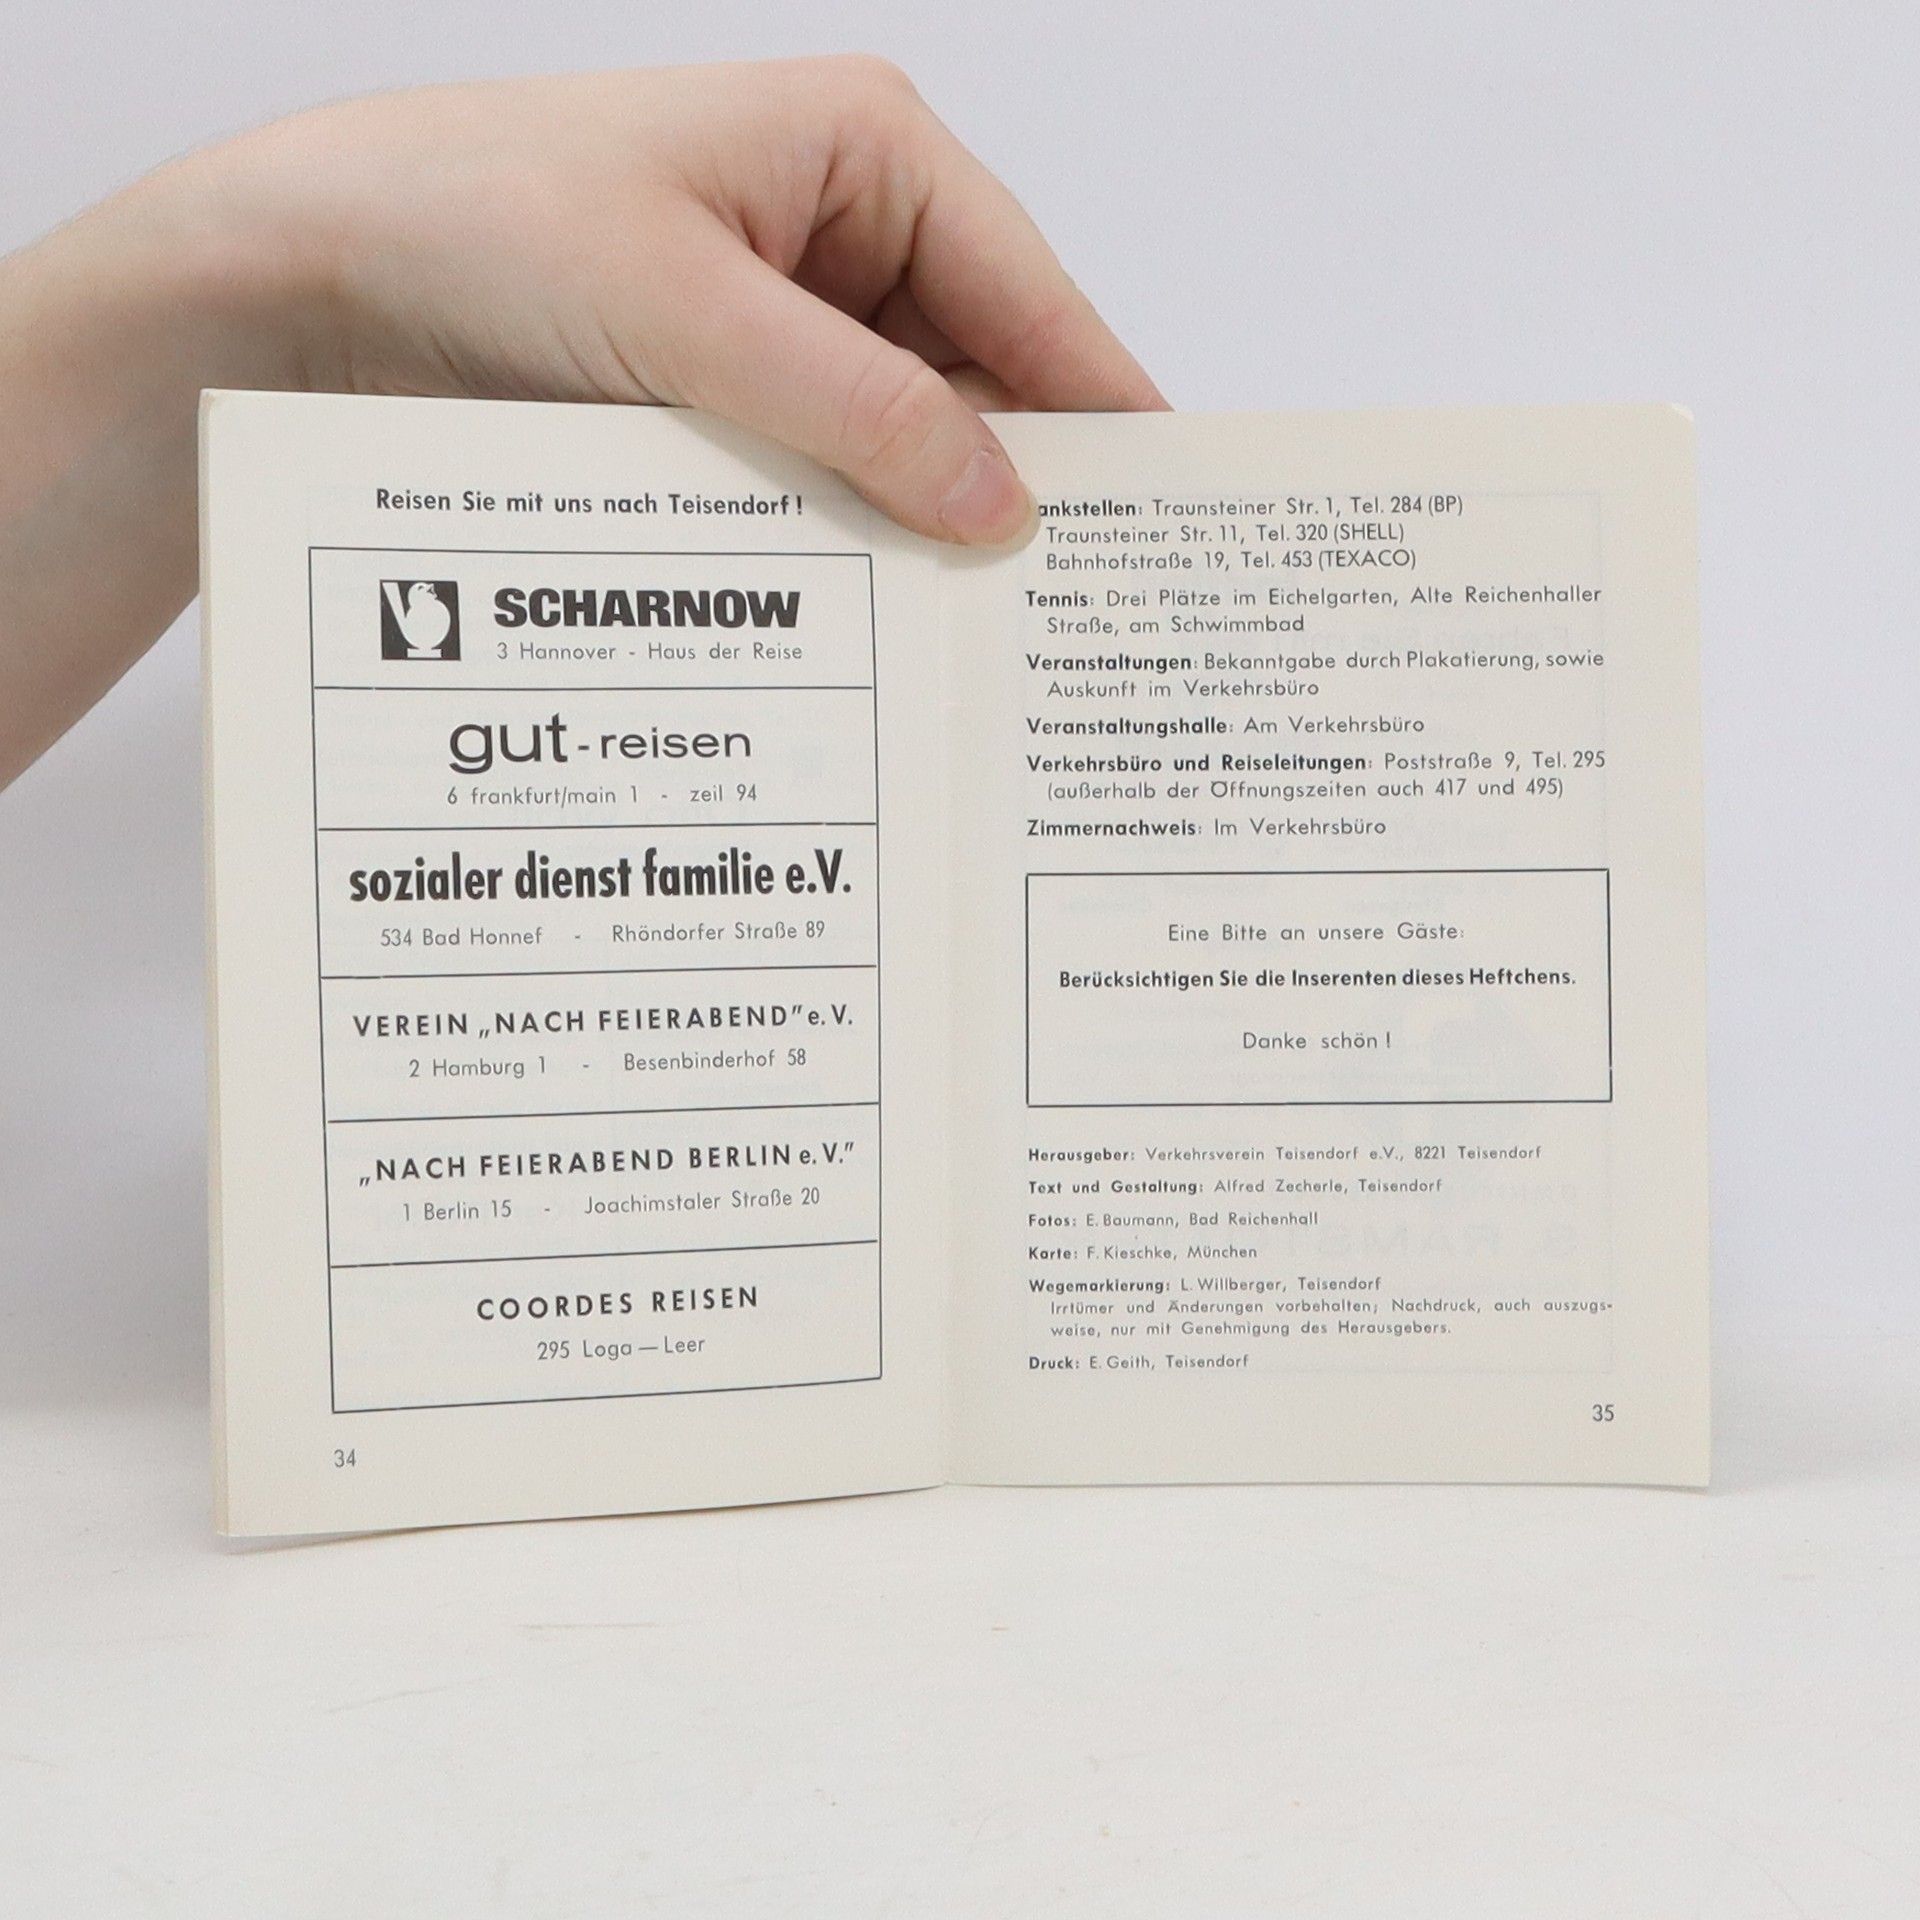 Reisen Sie mit uns nach Teisendorf!
SCHARNOW
3 Hannover - Haus der Reise
gut-reisen
6 frankfurt/main 1 - zeil 94
sozialer dienst familie e.V.
534 Bad Honnef - Rhöndorfer Straße 89
VEREIN „NACH FEIERABEND" e. V.
2 Hamburg 1 - Besenbinderhof 58
„NACH FEIERABEND BERLIN e. V."
1 Berlin 15 - Joachimstaler Straße 20
COORDES REISEN
295 Loga — Leer
34
ankstellen: Traunsteiner Str. 1, Tel. 284 (BP)
Traunsteiner Str. 11, Tel. 320 (SHELL)
Bahnhofstraße 19, Tel. 453 (TEXACO)
Tennis: Drei Plätze im Eichelgarten, Alte Reichenhaller
Straße, am Schwimmbad
Veranstaltungen: Bekanntgabe durch Plakatierung, sowie
Auskunft im Verkehrsbüro
Veranstaltungshalle: Am Verkehrsbüro
Verkehrsbüro und Reiseleitungen: Poststraße 9, Tel. 295
(außerhalb der Öffnungszeiten auch 417 und 495)
Zimmernachweis: Im Verkehrsbüro
Eine Bitte an unsere Gäste:
Berücksichtigen Sie die Inserenten dieses Heftchens.
Danke schön!
Herausgeber: Verkehrsverein Teisendorf e.V., 8221 Teisendorf
Text und Gestaltung: Alfred Zecherle, Teisendorf
Fotos: E. Baumann, Bad Reichenhall
Karte: F. Kieschke, München
Wegemarkierung: L. Willberger, Teisendorf
Irrtümer und Änderungen vorbehalten; Nachdruck, auch auszugs-
weise, nur mit Genehmigung des Herausgebers.
Druck: E. Geith, Teisendorf
35